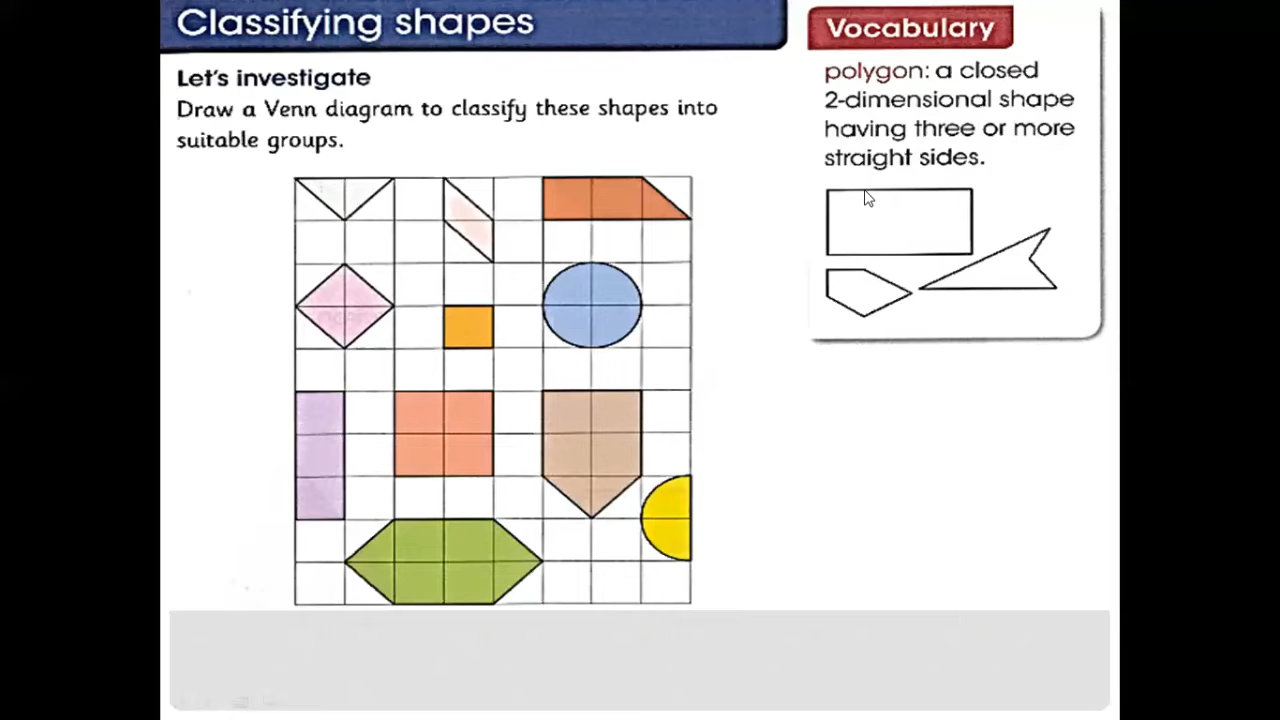 Classifying shapes
Let's investigate
Draw a Venn diagram to classify these shapes into
suitable groups.
Vocabulary
polygon: a closed
2-dimensional shape
having three or more
straight sides.